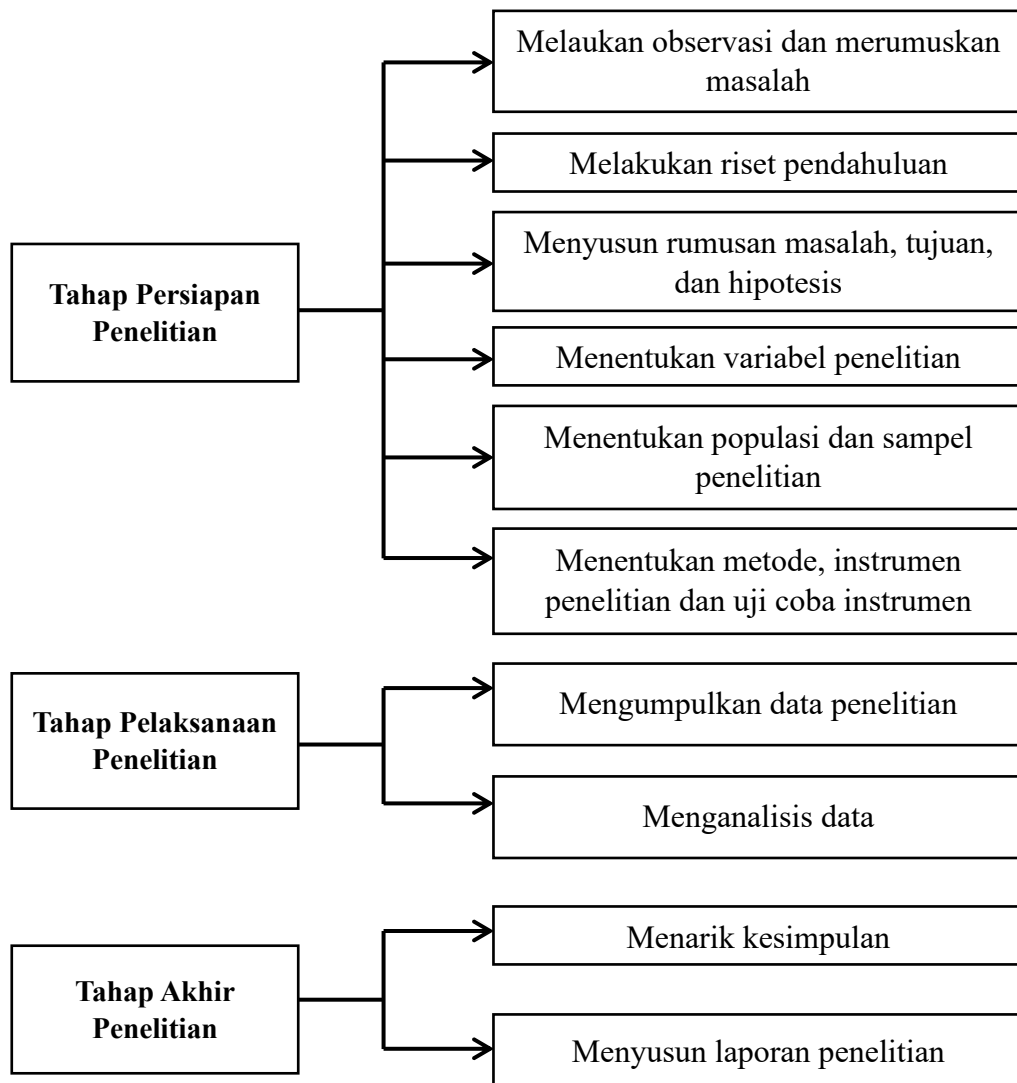 Melaukan observasi dan merumuskan
masalah
Melakukan riset pendahuluan
Menyusun rumusan masalah, tujuan,
dan hipotesis
Tahap Persiapan
Penelitian
Menentukan variabel penelitian
Menentukan populasi dan sampel
penelitian
Menentukan metode, instrumen
penelitian dan uji coba instrumen
Tahap Pelaksanaan
Penelitian
Mengumpulkan data penelitian
Menganalisis data
Tahap Akhir
Penelitian
Menarik kesimpulan
Menyusun laporan penelitian